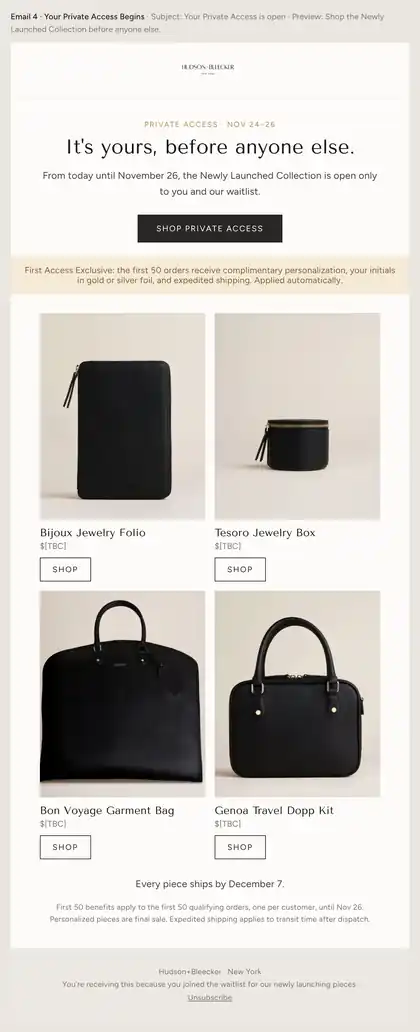 Email 4 · Your Private Access Begins · Subject: Your Private Access is open · Preview: Shop the Newly
Launched Collection before anyone else.
HUDSON+BLEECKER
NEW YORK
PRIVATE ACCESS · NOV 24–26
It's yours, before anyone else.
From today until November 26, the Newly Launched Collection is open only
to you and our waitlist.
SHOP PRIVATE ACCESS
First Access Exclusive: the first 50 orders receive complimentary personalization, your initials
in gold or silver foil, and expedited shipping. Applied automatically.
Bijoux Jewelry Folio
$[TBC]
SHOP
Tesoro Jewelry Box
$[TBC]
SHOP
Bon Voyage Garment Bag
$[TBC]
SHOP
Genoa Travel Dopp Kit
$[TBC]
SHOP
Every piece ships by December 7.
First 50 benefits apply to the first 50 qualifying orders, one per customer, until Nov 26.
Personalized pieces are final sale. Expedited shipping applies to transit time after dispatch.
Hudson+Bleecker · New York
You're receiving this because you joined the waitlist for our newly launching pieces ·
Unsubscribe